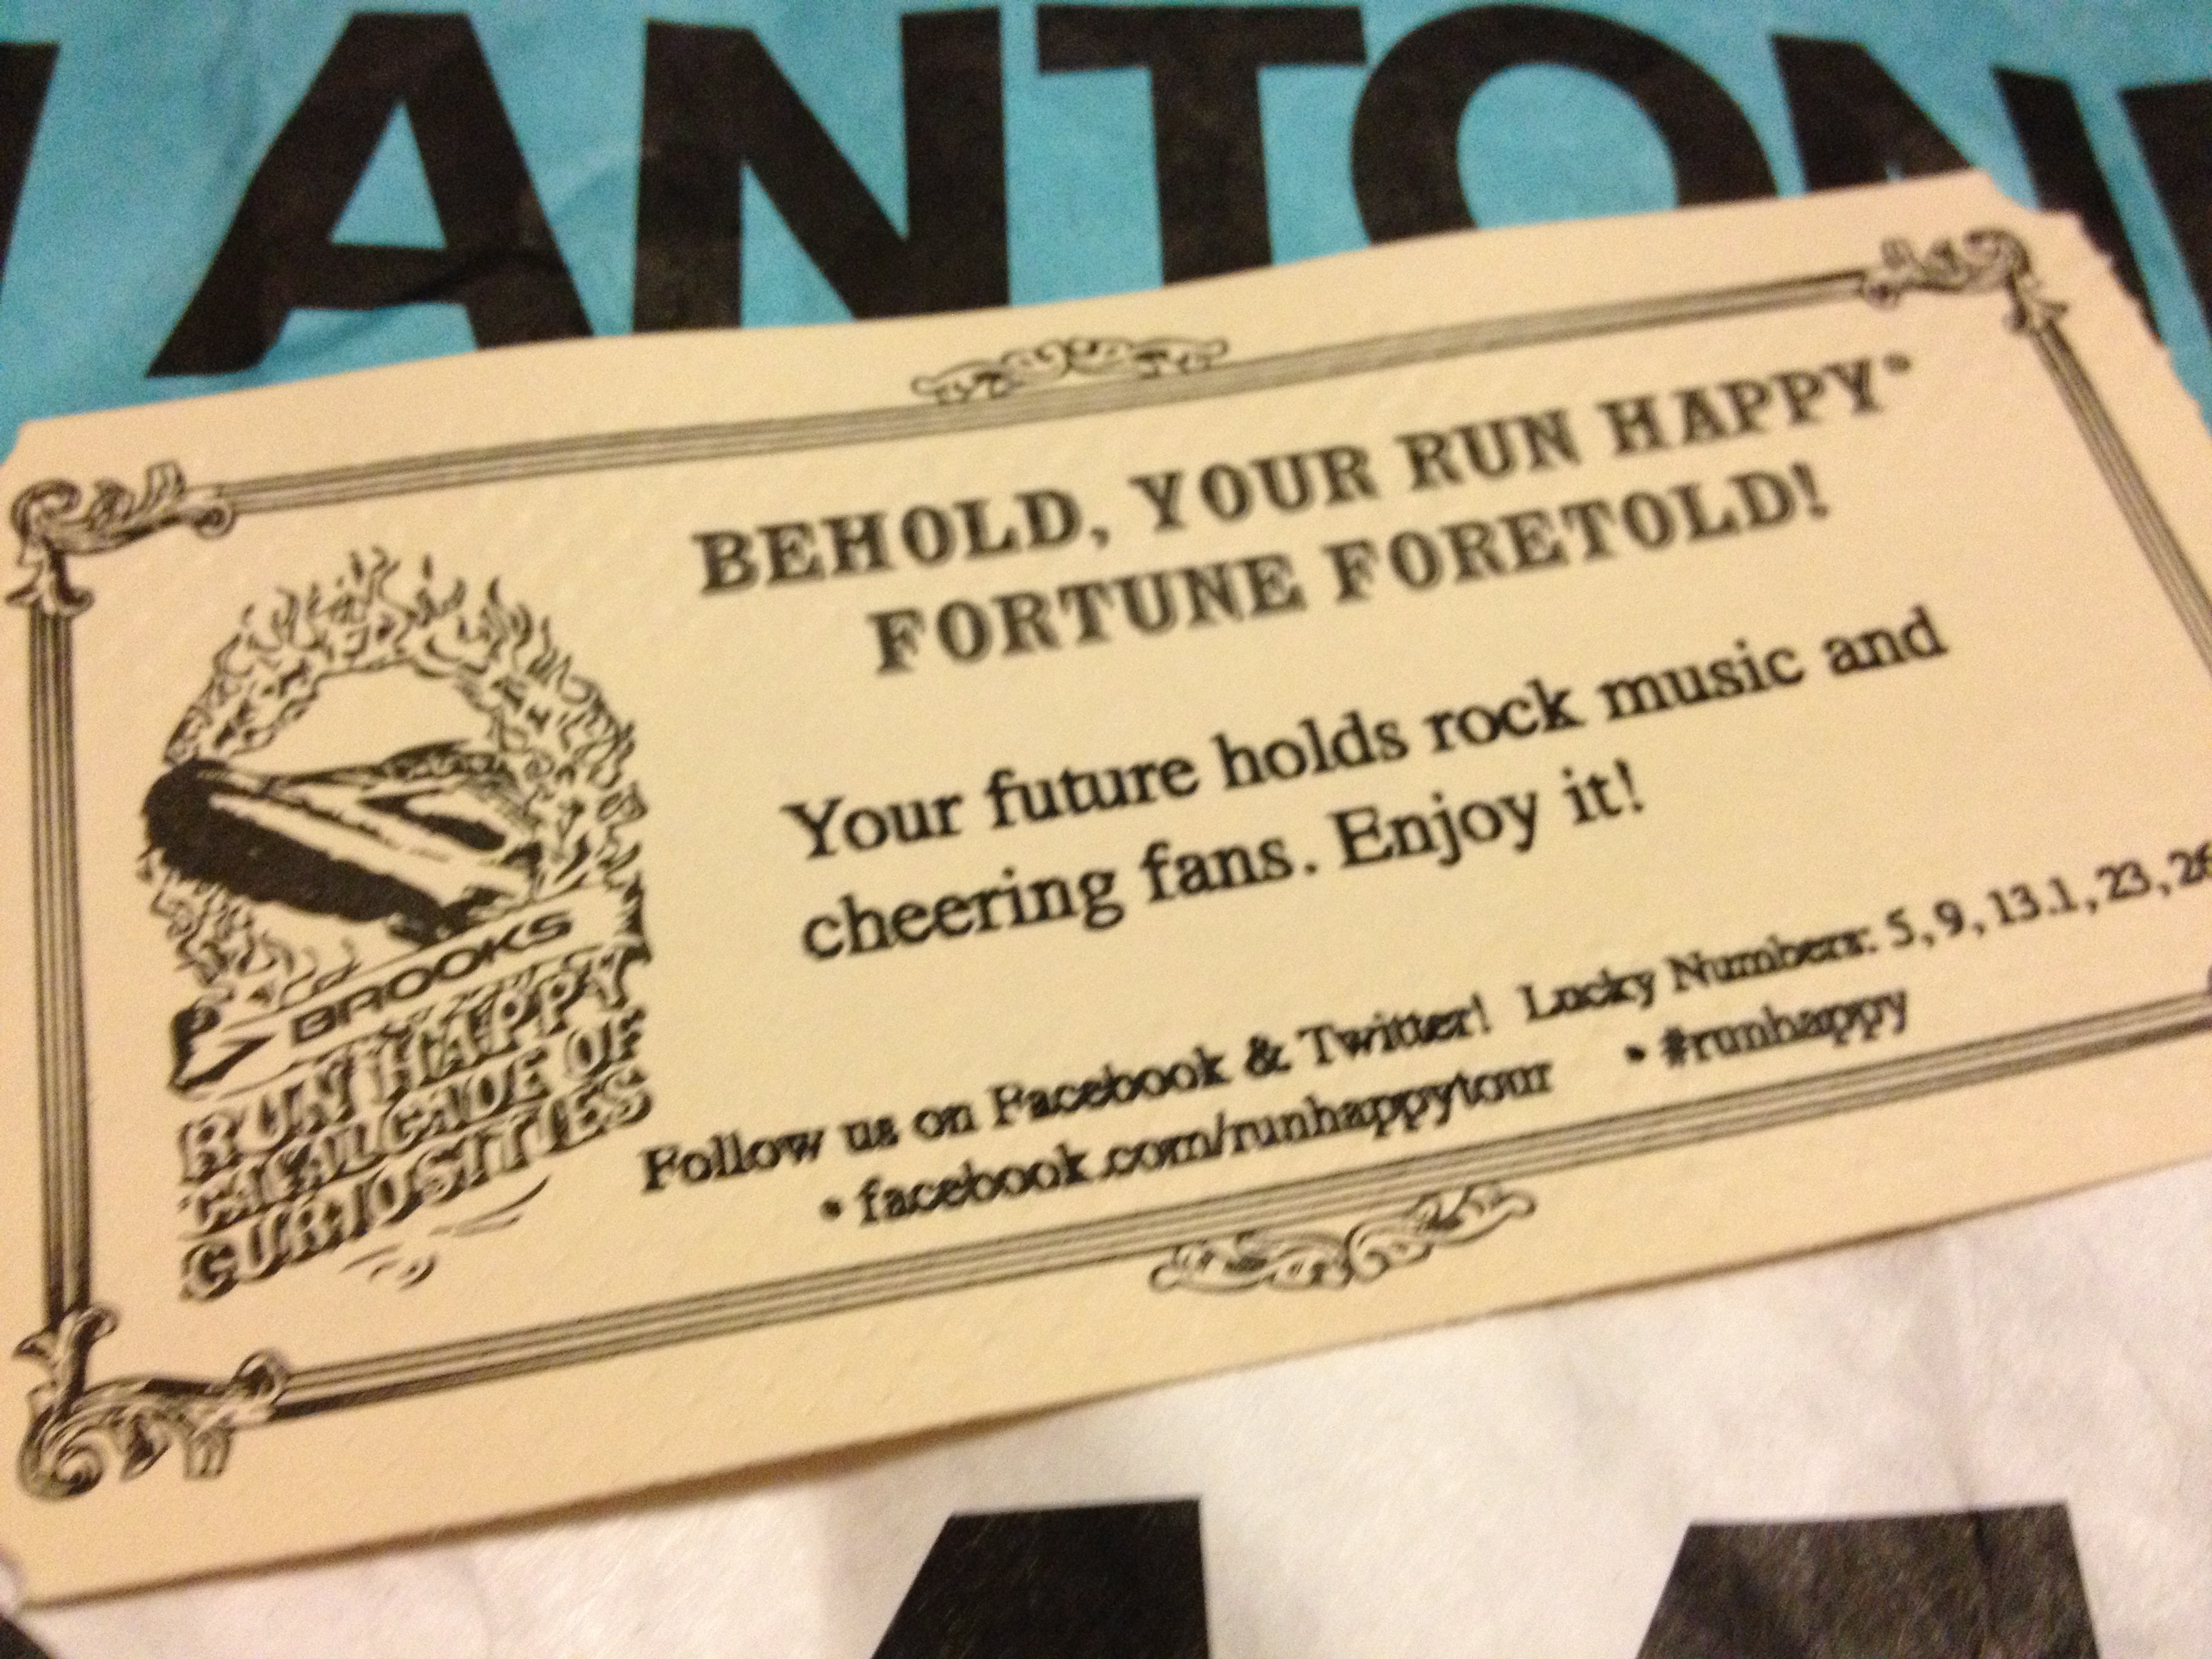 ANTON
BEHOLD, YOUR RUN HAPPY®
FORTUNE FORETOLD!
Your future holds rock music and
cheering fans. Enjoy it!
Follow us on Facebook & Twitter! Lucky Numbers: 5, 9, 13.1, 23, 26
• facebook.com/runhappytour • #runhappy
BROOKS
RUN HAPPY
CAVALCADE OF
CURIOSITIES